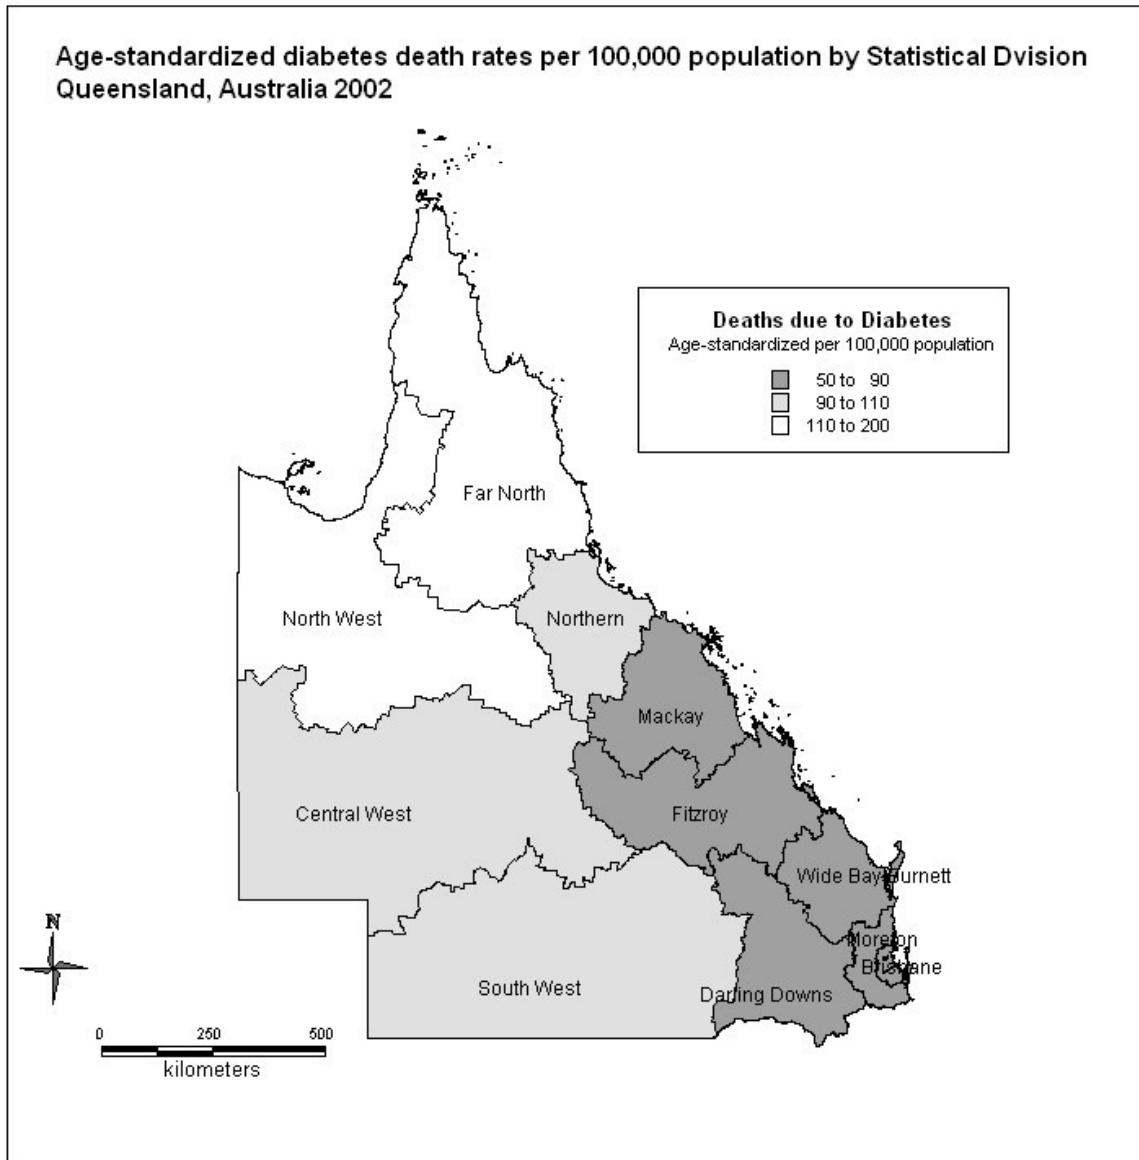 Age-standardized diabetes death rates per 100,000 population by Statistical Dvision
Queensland, Australia 2002
Deaths due to Diabetes
Age-standardized per 100,000 population
50 to 90
90 to 110
110 to 200
Far North
North West
Northern
Mackay
Central West
Fitzroy
Wide Bay-Burnett
Moreton
Brisbane
South West
Darling Downs
N
0 250 500
kilometers